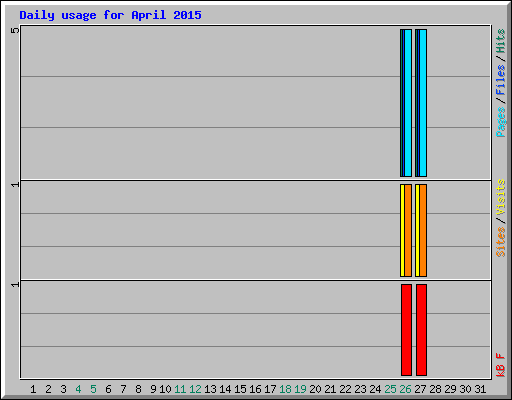 Daily usage for April 2015
5
Pages/Files/Hits
1
Sites/Visits
1
kB F
1 2 3 4 5 6 7 8 9 10 11 12 13 14 15 16 17 18 19 20 21 22 23 24 25 26 27 28 29 30 31